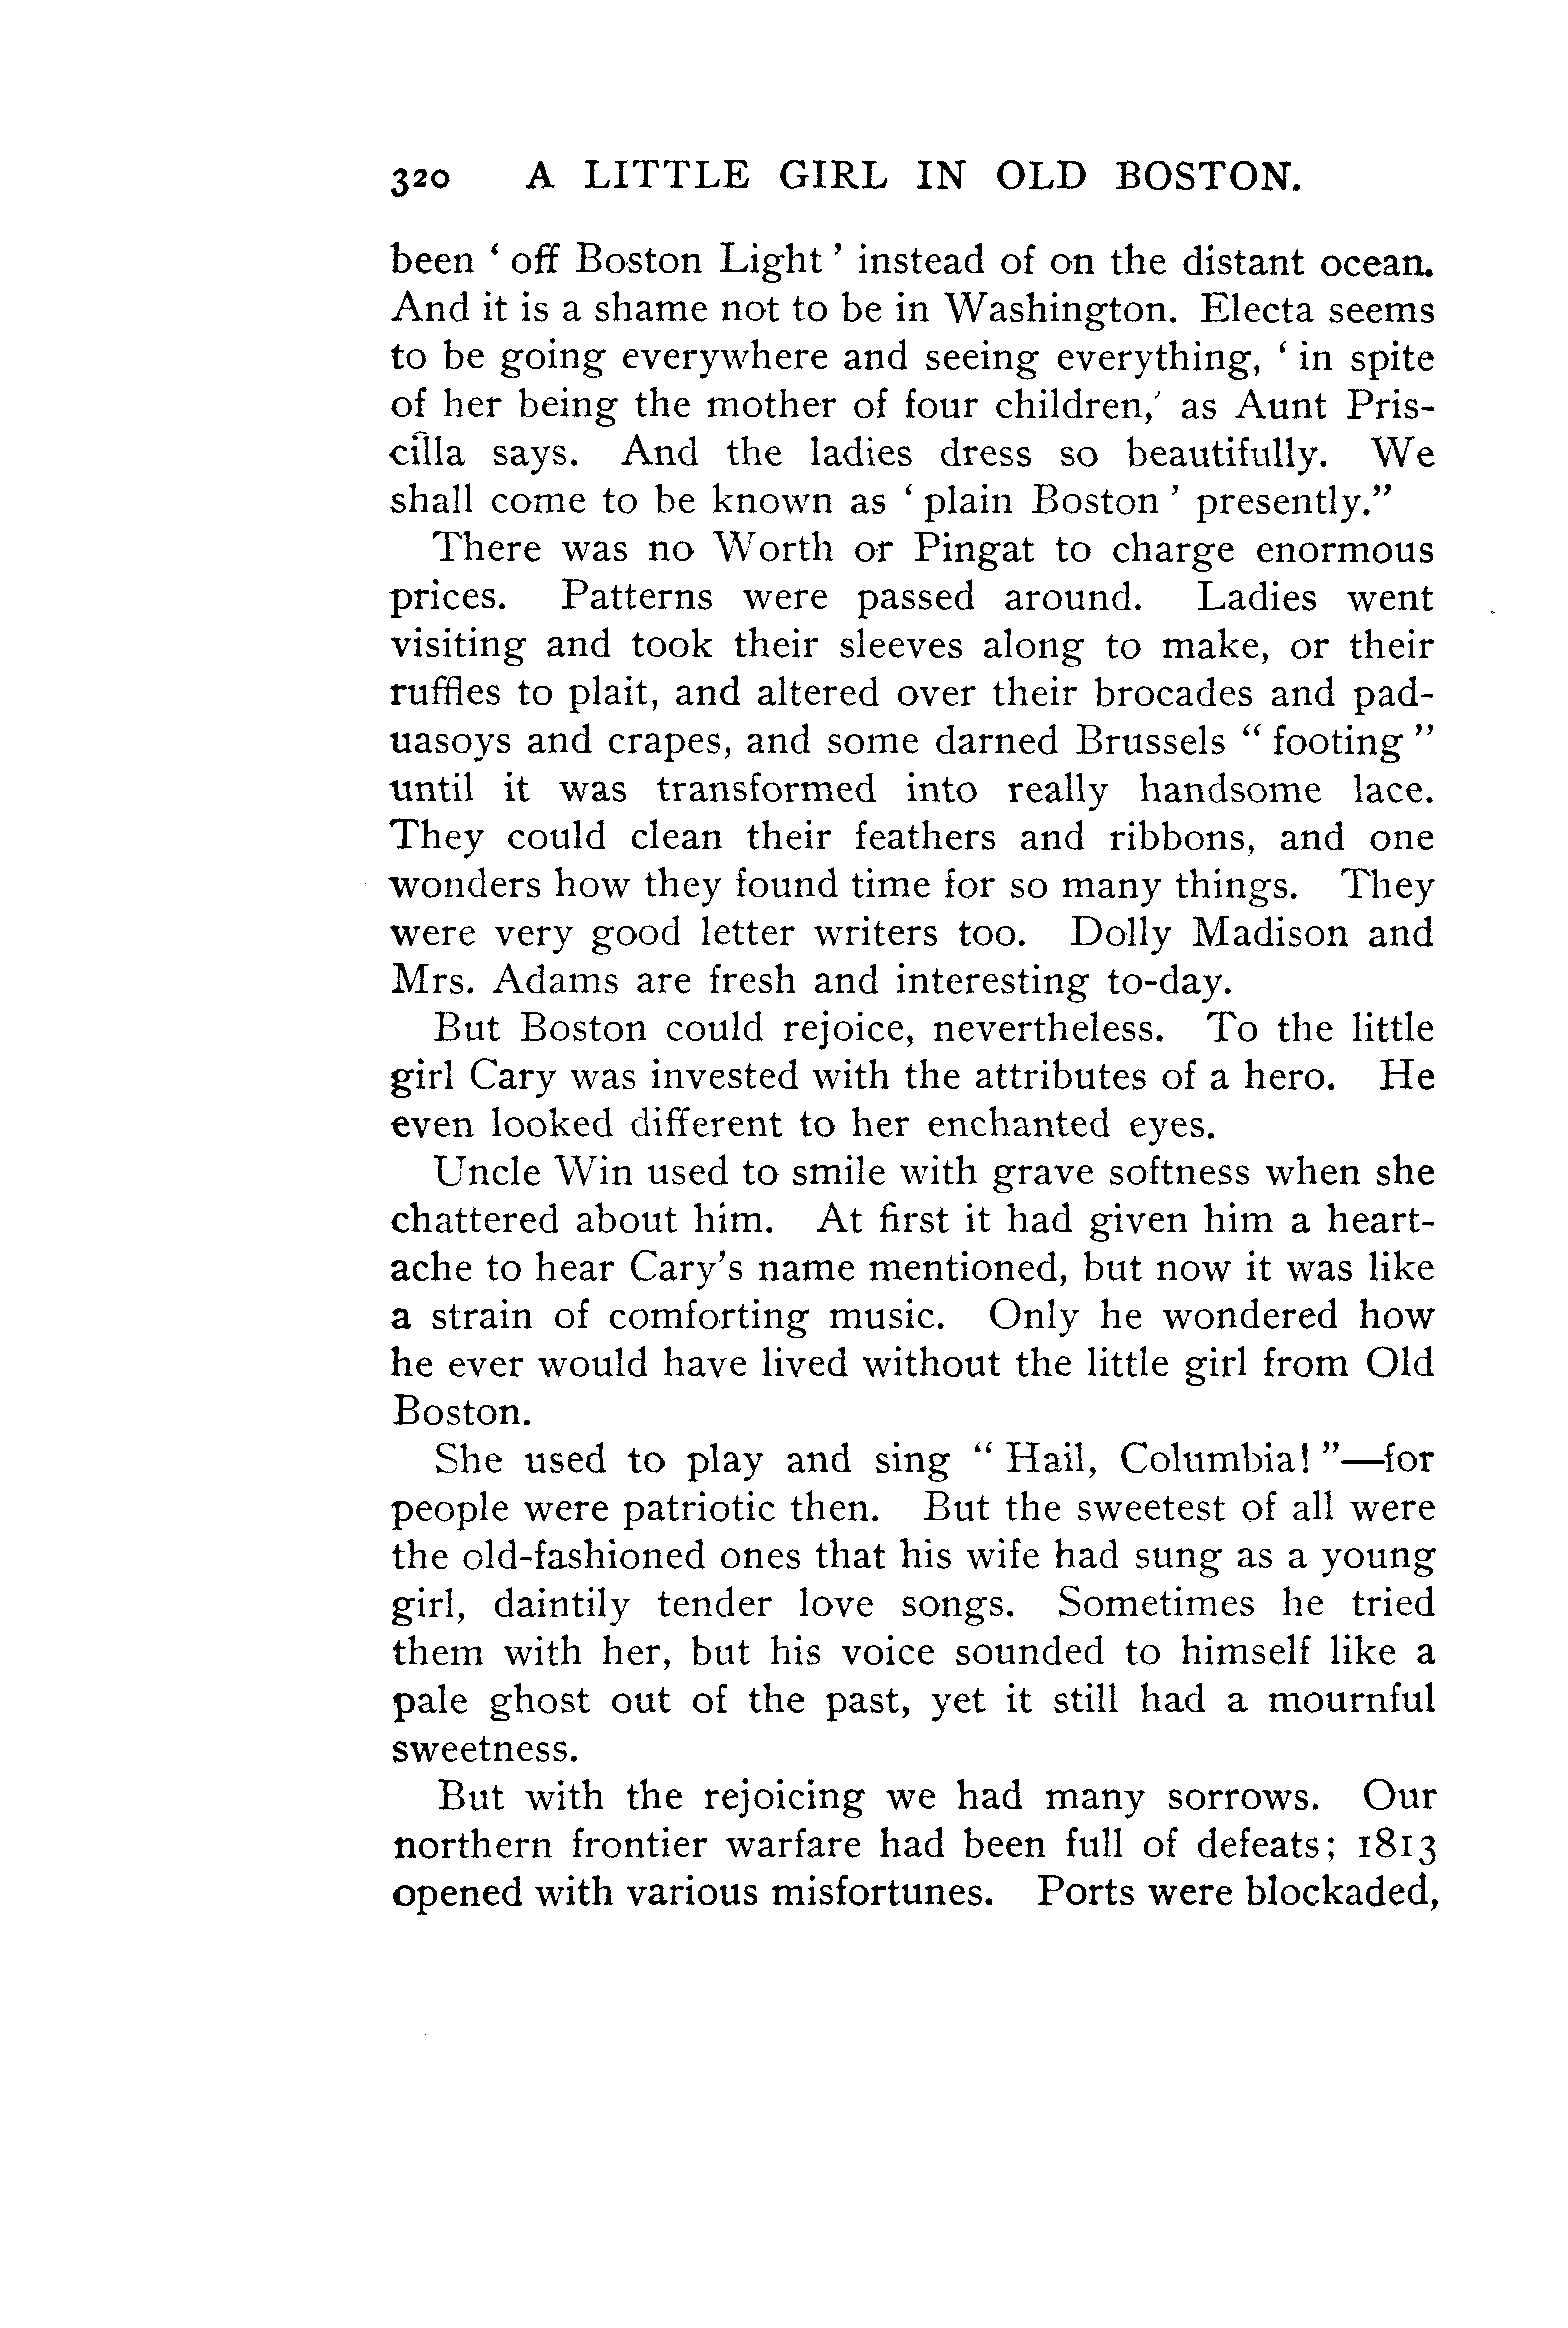 320 A LITTLE GIRL IN OLD BOSTON.
been ‘ off Boston Light ’ instead of on the distant ocean.
And it is a shame not to be in Washington. Electa seems
to be going everywhere and seeing everything, ‘ in spite
of her being the mother of four children,’ as Aunt Pris-
cilla says. And the ladies dress so beautifully. We
shall come to be known as ‘ plain Boston ’ presently.”
There was no Worth or Pingat to charge enormous
prices. Patterns were passed around. Ladies went
visiting and took their sleeves along to make, or their
ruffles to plait, and altered over their brocades and pad-
uasoys and crapes, and some darned Brussels “ footing ”
until it was transformed into really handsome lace.
They could clean their feathers and ribbons, and one
wonders how they found time for so many things. They
were very good letter writers too. Dolly Madison and
Mrs. Adams are fresh and interesting to-day.
But Boston could rejoice, nevertheless. To the little
girl Cary was invested with the attributes of a hero. He
even looked different to her enchanted eyes.
Uncle Win used to smile with grave softness when she
chattered about him. At first it had given him a heart-
ache to hear Cary’s name mentioned, but now it was like
a strain of comforting music. Only he wondered how
he ever would have lived without the little girl from Old
Boston.
She used to play and sing “ Hail, Columbia! ”—for
people were patriotic then. But the sweetest of all were
the old-fashioned ones that his wife had sung as a young
girl, daintily tender love songs. Sometimes he tried
them with her, but his voice sounded to himself like a
pale ghost out of the past, yet it still had a mournful
sweetness.
But with the rejoicing we had many sorrows. Our
northern frontier warfare had been full of defeats; 1813
opened with various misfortunes. Ports were blockaded,